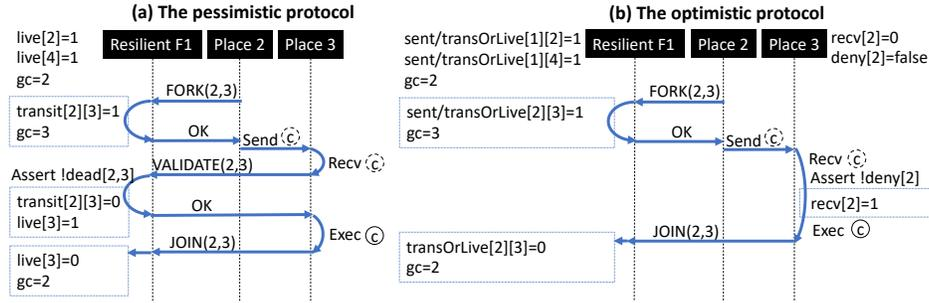 (a) The pessimistic protocol
live[2]=1
live[4]=1
gc=2
Resilient F1
Place 2
Place 3
FORK(2,3)
transit[2][3]=1
gc=3
OK
Send c
Recv c
VALIDATE(2,3)
Assert !dead[2,3]
transit[2][3]=0
live[3]=1
OK
Exec c
JOIN(2,3)
live[3]=0
gc=2
(b) The optimistic protocol
sent/transOrLive[1][2]=1
sent/transOrLive[1][4]=1
gc=2
Resilient F1
Place 2
Place 3
recv[2]=0
deny[2]=false
FORK(2,3)
sent/transOrLive[2][3]=1
gc=3
OK
Send c
Recv c
Assert !deny[2]
recv[2]=1
Exec c
JOIN(2,3)
transOrLive[2][3]=0
gc=2